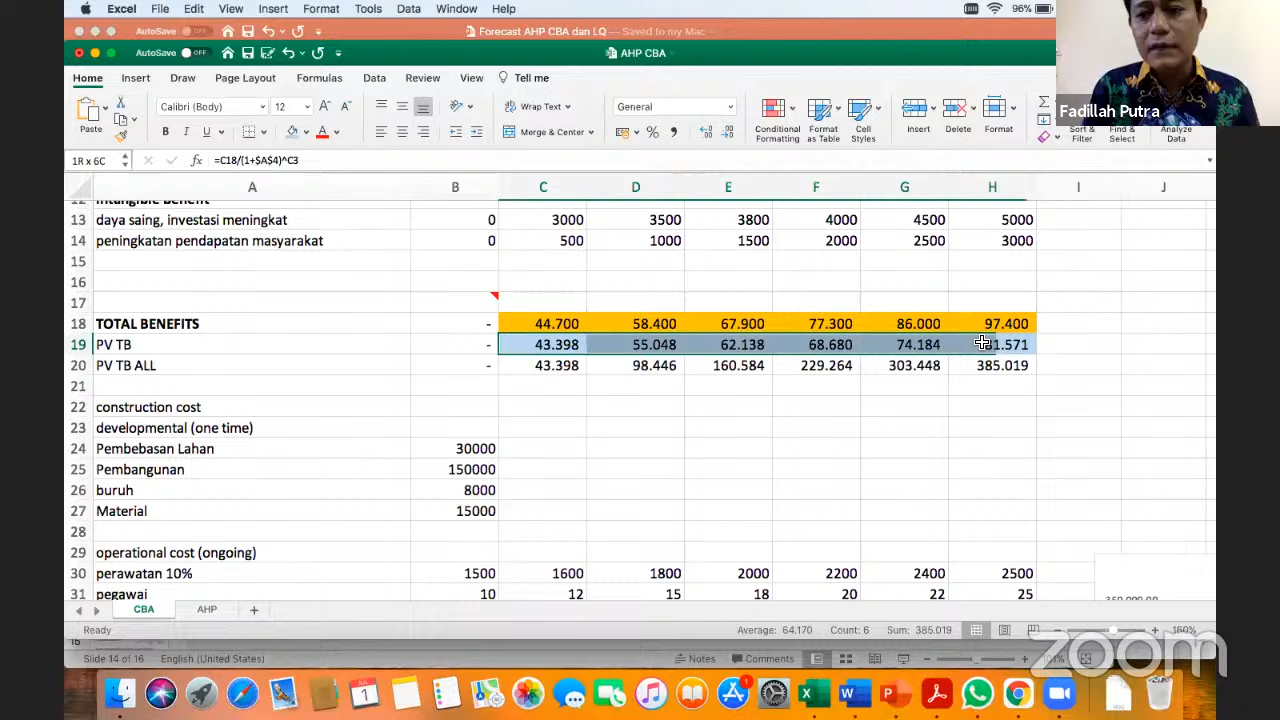 Excel File Edit View Insert Format Tools Data Window Help 96%
AutoSave OFF Forecast AHP CBA dan LQ — Saved to my Mac
AutoSave OFF AHP CBA
Home Insert Draw Page Layout Formulas Data Review View Tell me
Paste Calibri (Body) 12 A A Wrap Text General Conditional Formatting Format as Table Cell Styles Insert Delete Format Sort & Filter Find & Select Analyze Data
B I U A Merge & Center % 
Fadillah Putra
1R x 6C fx =C18/(1+$A$4)^C3
A B C D E F G H I J
12 Intangible benefit
13 daya saing, investasi meningkat 0 3000 3500 3800 4000 4500 5000
14 peningkatan pendapatan masyarakat 0 500 1000 1500 2000 2500 3000
15
16
17
18 TOTAL BENEFITS - 44.700 58.400 67.900 77.300 86.000 97.400
19 PV TB - 43.398 55.048 62.138 68.680 74.184 1.571
20 PV TB ALL - 43.398 98.446 160.584 229.264 303.448 385.019
21
22 construction cost
23 developmental (one time)
24 Pembebasan Lahan 30000
25 Pembangunan 150000
26 buruh 8000
27 Material 15000
28
29 operational cost (ongoing)
30 perawatan 10% 1500 1600 1800 2000 2200 2400 2500
31 pegawai 10 12 15 18 20 22 25
CBA AHP +
Ready Average: 64.170 Count: 6 Sum: 385.019 160%
Slide 14 of 16 English (United States) Notes Comments
zoom
JUL 1
1